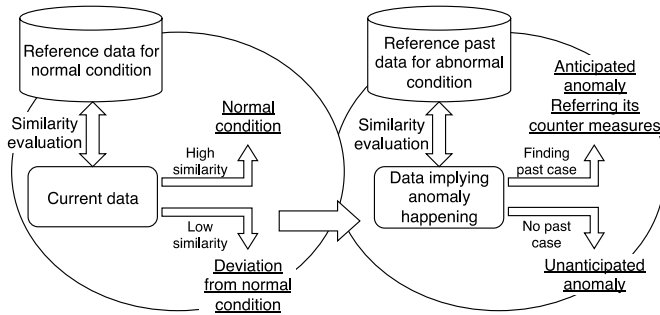 Reference data for
normal condition
Similarity
evaluation
Current data
High
similarity
Normal
condition
Low
similarity
Deviation
from normal
condition
Reference past
data for abnormal
condition
Similarity
evaluation
Data implying
anomaly
happening
Finding
past case
Anticipated
anomaly
Referring its
counter measures
No past
case
Unanticipated
anomaly